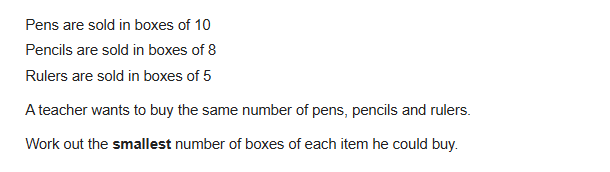 Pens are sold in boxes of 10
Pencils are sold in boxes of 8
Rulers are sold in boxes of 5
A teacher wants to buy the same number of pens, pencils and rulers.
Work out the smallest number of boxes of each item he could buy.